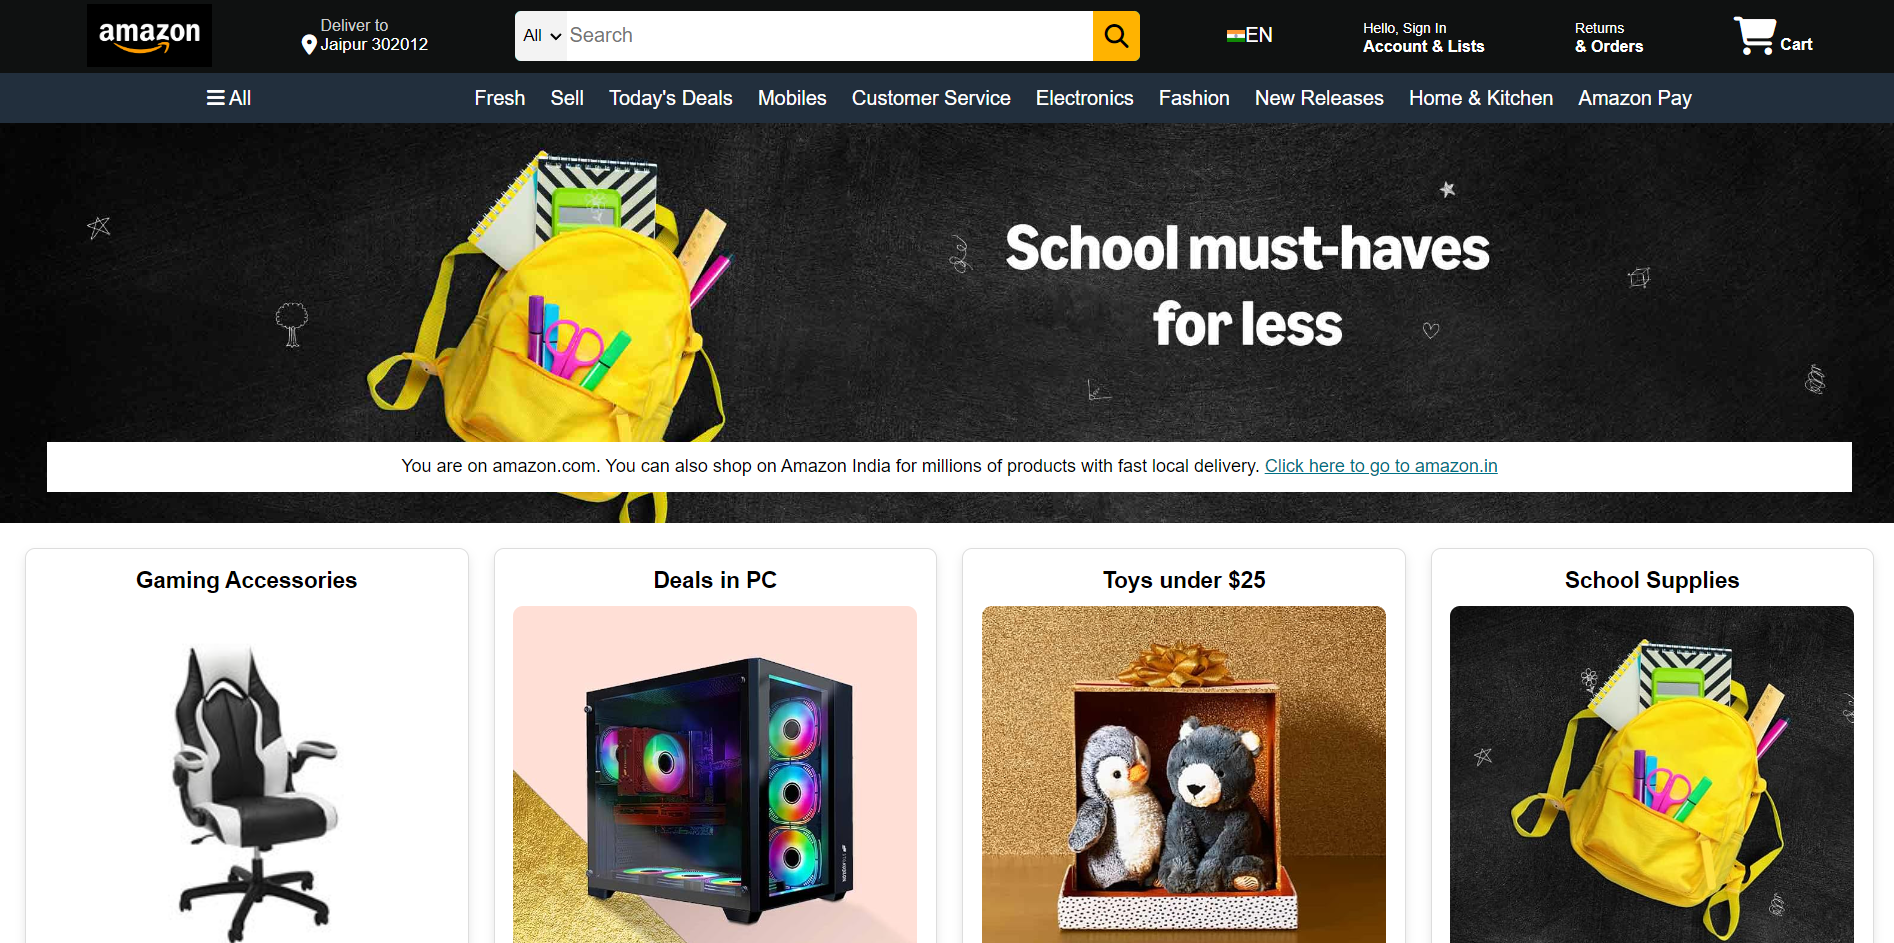 amazon
Deliver to
Jaipur 302012
All
Search
EN
Hello, Sign In
Account & Lists
Returns
& Orders
Cart
All
Fresh Sell Today's Deals Mobiles Customer Service Electronics Fashion New Releases Home & Kitchen Amazon Pay
School must-haves
for less
You are on amazon.com. You can also shop on Amazon India for millions of products with fast local delivery. Click here to go to amazon.in
Gaming Accessories
Deals in PC
Toys under $25
School Supplies